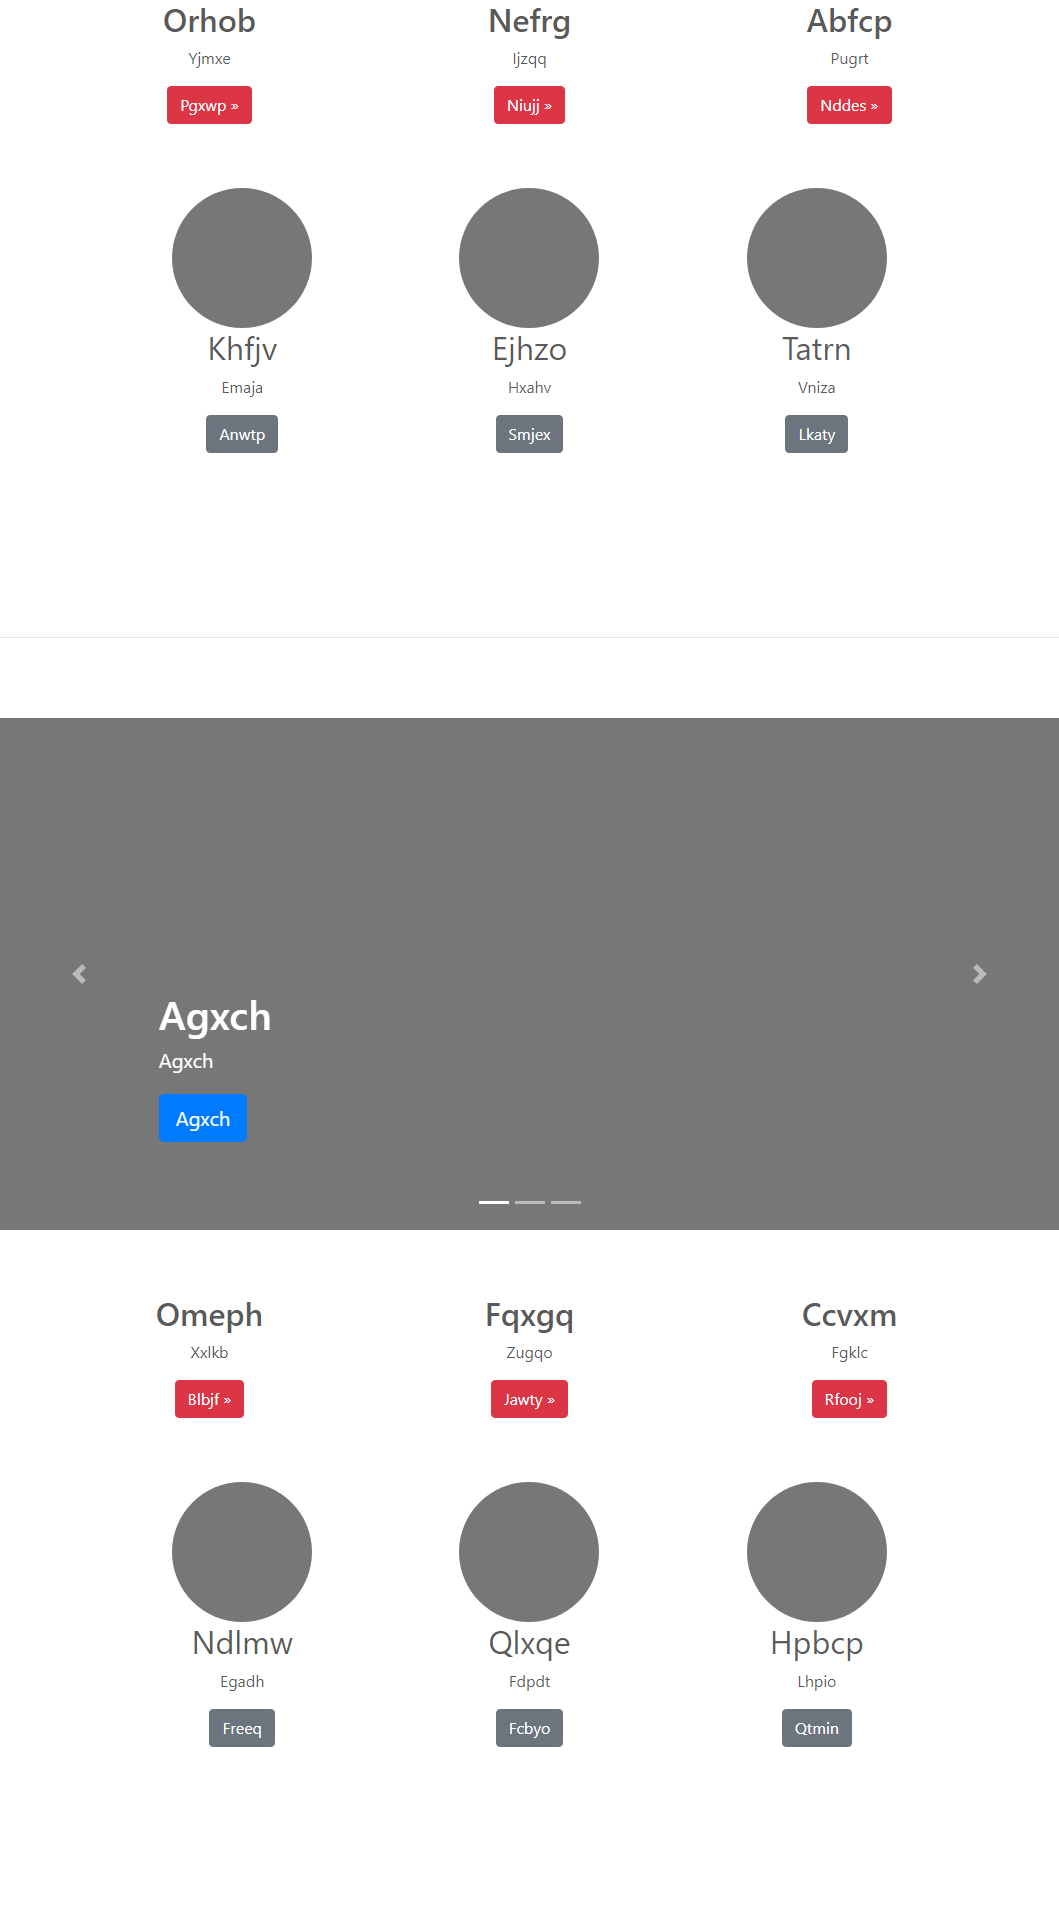 Orhob Nefrg Abfcp
Yjmxe Ijzqq Pugrt
Pgxwp » Niujj » Nddes »
Khfjv Ejhzo Tatrn
Emaja Hxahv Vniza
Anwtp Smjex Lkaty
Agxch
Agxch
Agxch
Omeph Fqxgq Ccvxm
Xxlkb Zugqo Fgklc
Blbjf » Jawty » Rfooj »
Ndlmw Qlxqe Hpbcp
Egadh Fdpdt Lhpio
Freeq Fcbyo Qtmin